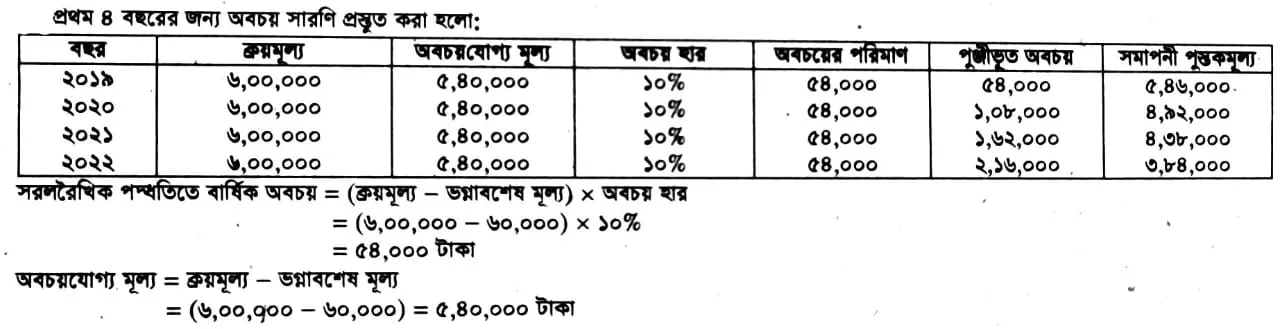 প্রথম ৪ বছরের জন্য অবচয় সারণি প্রস্তুত করা হলো:
বছর ক্রয়মূল্য অবচয়যোগ্য মূল্য অবচয় হার অবচয়ের পরিমাণ পুঞ্জীভূত অবচয় সমাপনী পুস্তকমূল্য
২০১৯ ৬,০০,০০০ ৫,৪০,০০০ ১০% ৫৪,০০০ ৫৪,০০০ ৫,৪৬,০০০
২০২০ ৬,০০,০০০ ৫,৪০,০০০ ১০% ৫৪,০০০ ১,০৮,০০০ ৪,৯২,০০০
২০২১ ৬,০০,০০০ ৫,৪০,০০০ ১০% ৫৪,০০০ ১,৬২,০০০ ৪,৩৮,০০০
২০২২ ৬,০০,০০০ ৫,৪০,০০০ ১০% ৫৪,০০০ ২,১৬,০০০ ৩,৮৪,০০০
সরলরৈখিক পদ্ধতিতে বার্ষিক অবচয় = (ক্রয়মূল্য – ভগ্নাবশেষ মূল্য) × অবচয় হার
= (৬,০০,০০০ – ৬০,০০০) × ১০%
= ৫৪,০০০ টাকা
অবচয়যোগ্য মূল্য = ক্রয়মূল্য – ভগ্নাবশেষ মূল্য
= (৬,০০,৭০০ – ৬০,০০০) = ৫,৪০,০০০ টাকা